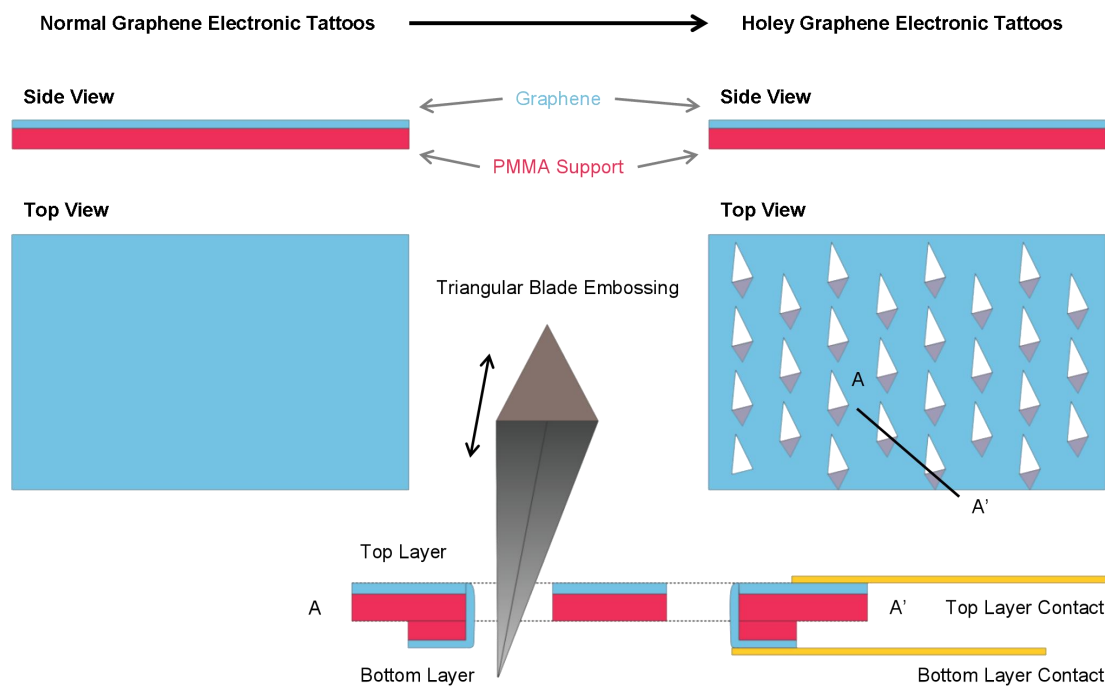 Normal Graphene Electronic Tattoos
Holey Graphene Electronic Tattoos
Side View
Graphene
Side View
PMMA Support
Top View
Top View
Triangular Blade Embossing
A
A'
Top Layer
A
A'
Top Layer Contact
Bottom Layer
Bottom Layer Contact